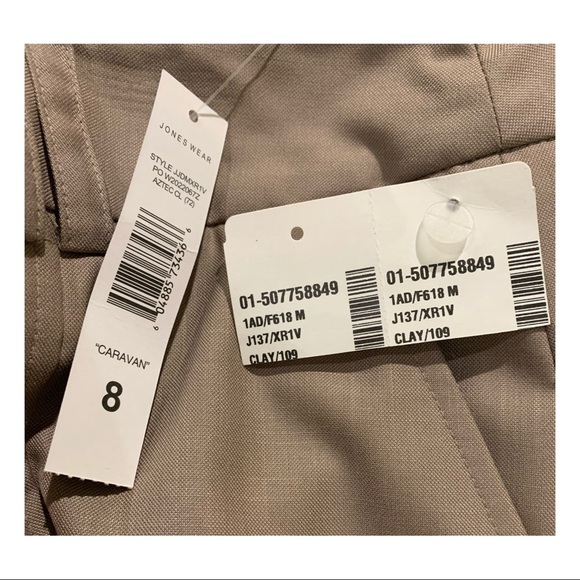 JONES WEAR
STYLE JJDMXR1V
PO W202206TZ
AZTEC CL (72)
6 04885 73436 6
"CARAVAN"
8
01-507758849
1AD/F618 M
J137/XR1V
CLAY/109
01-507758849
1AD/F618 M
J137/XR1V
CLAY/109